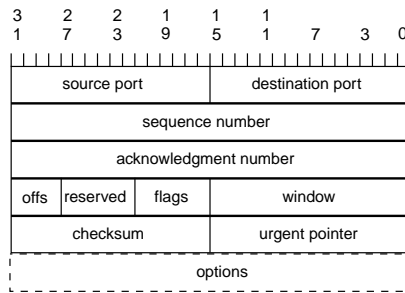 3 2 2 1 1 1
1 7 3 9 5 1 7 3 0
source port destination port
sequence number
acknowledgment number
offs reserved flags window
checksum urgent pointer
options